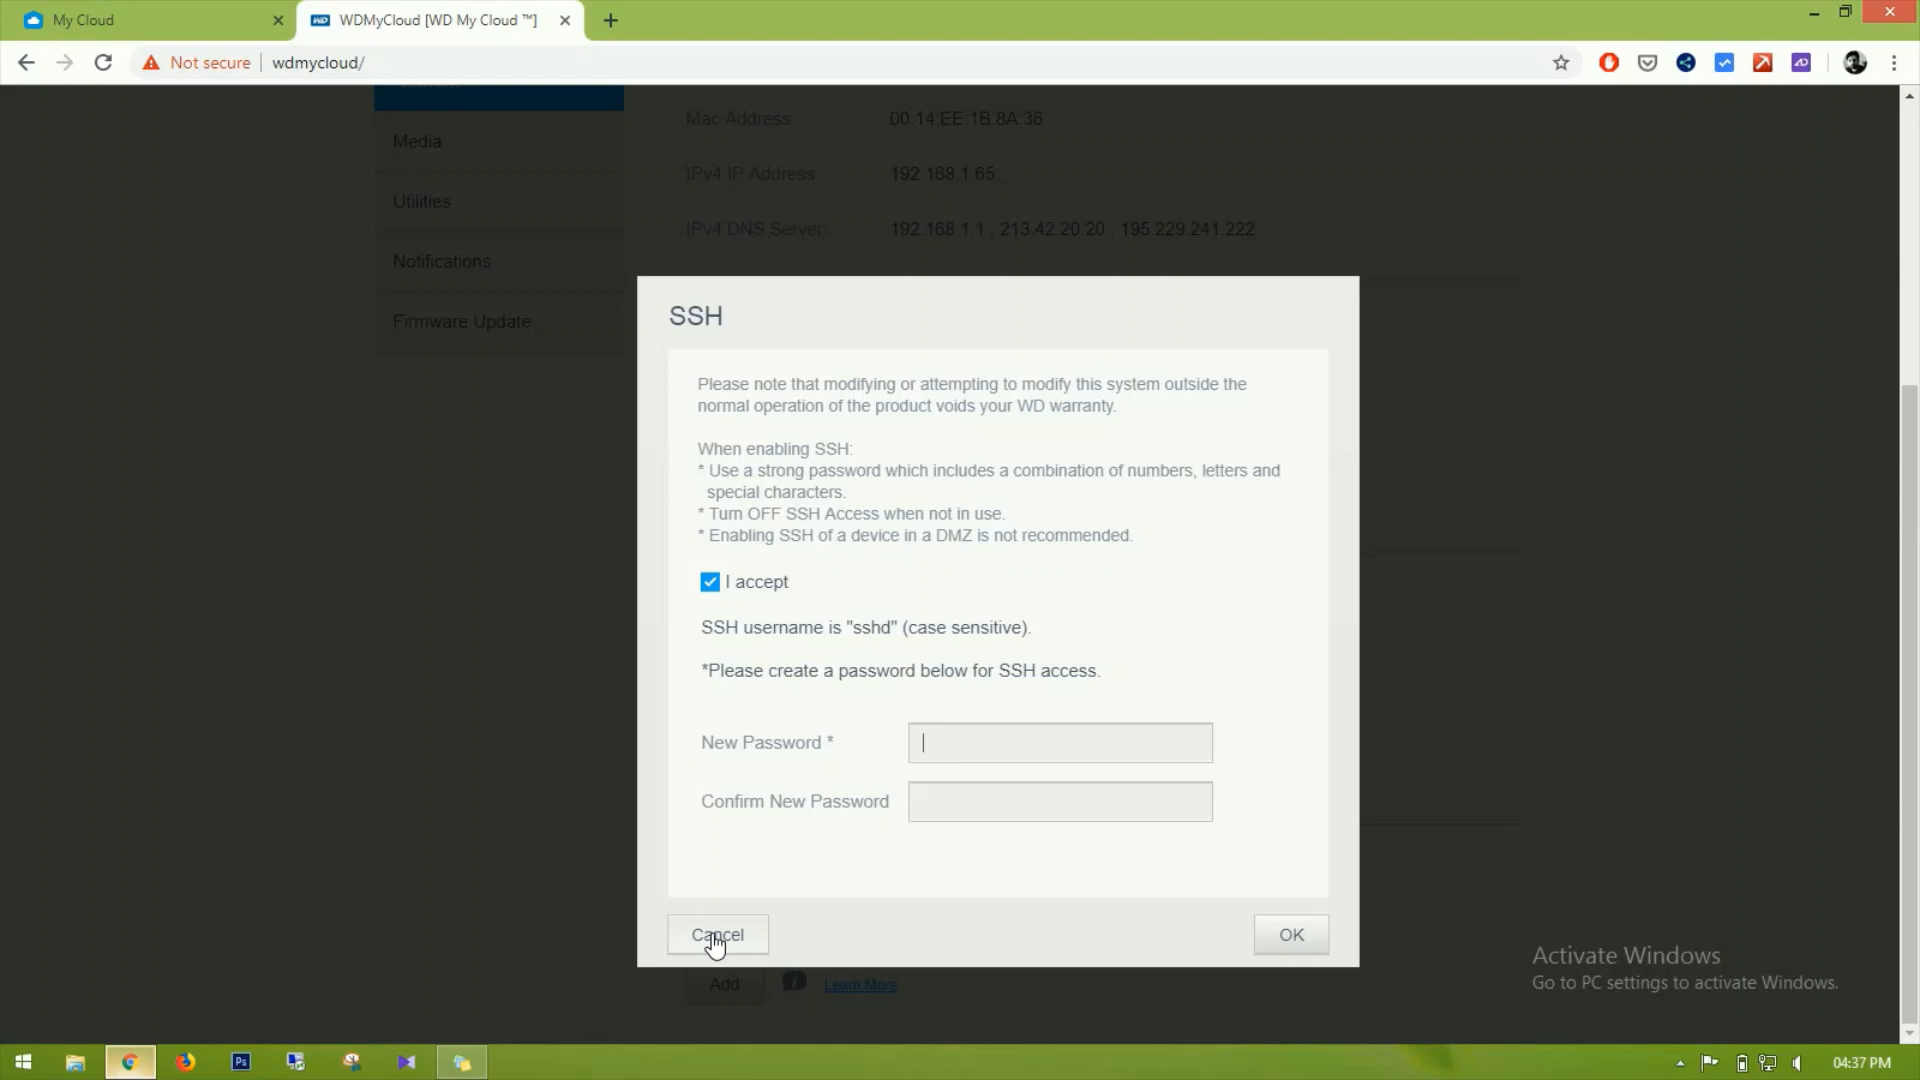 My Cloud
WDMyCloud [WD My Cloud ™]
Not secure
wdmycloud/
Mac Address
00:14:EE:1B:8A:36
Media
IPv4 IP Address
192.168.1.65
Utilities
IPv4 DNS Server:
192.168.1.1 , 213.42.20.20 , 195.229.241.222
Notifications
Firmware Update
SSH
Please note that modifying or attempting to modify this system outside the
normal operation of the product voids your WD warranty.
When enabling SSH:
* Use a strong password which includes a combination of numbers, letters and
special characters.
* Turn OFF SSH Access when not in use.
* Enabling SSH of a device in a DMZ is not recommended.
I accept
SSH username is "sshd" (case sensitive).
*Please create a password below for SSH access.
New Password *
Confirm New Password
Cancel
OK
Add
Learn More
Activate Windows
Go to PC settings to activate Windows.
Ps
04:37 PM